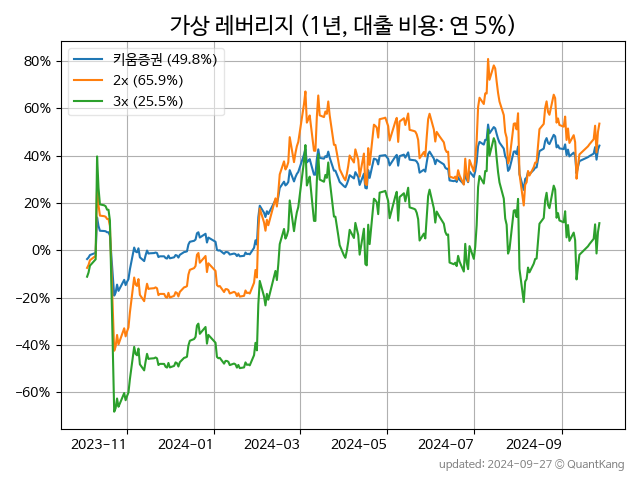 가상 레버리지 (1년, 대출 비용: 연 5%)
키움증권 (49.8%)
2x (65.9%)
3x (25.5%)
80%
60%
40%
20%
0%
−20%
−40%
−60%
2023-11
2024-01
2024-03
2024-05
2024-07
2024-09
updated: 2024-09-27 © QuantKang